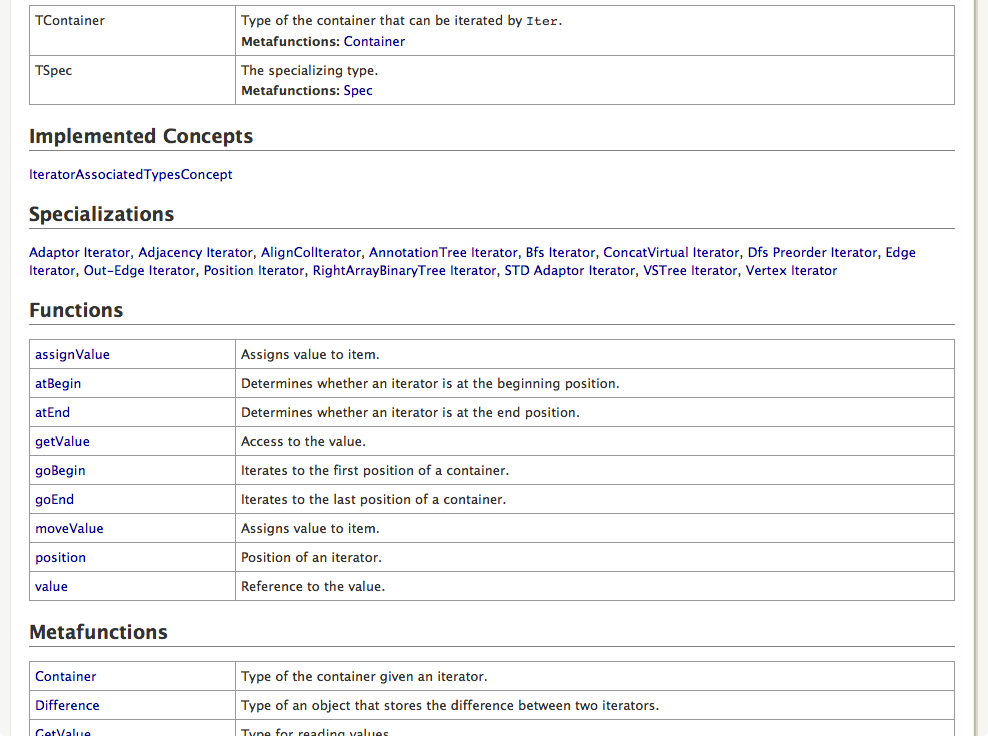 TContainer Type of the container that can be iterated by Iter.
Metafunctions: Container
TSpec The specializing type.
Metafunctions: Spec
Implemented Concepts
IteratorAssociatedTypesConcept
Specializations
Adaptor Iterator, Adjacency Iterator, AlignColIterator, AnnotationTree Iterator, Bfs Iterator, ConcatVirtual Iterator, Dfs Preorder Iterator, Edge
Iterator, Out-Edge Iterator, Position Iterator, RightArrayBinaryTree Iterator, STD Adaptor Iterator, VSTree Iterator, Vertex Iterator
Functions
assignValue Assigns value to item.
atBegin Determines whether an iterator is at the beginning position.
atEnd Determines whether an iterator is at the end position.
getValue Access to the value.
goBegin Iterates to the first position of a container.
goEnd Iterates to the last position of a container.
moveValue Assigns value to item.
position Position of an iterator.
value Reference to the value.
Metafunctions
Container Type of the container given an iterator.
Difference Type of an object that stores the difference between two iterators.
GetValue Type for reading values.